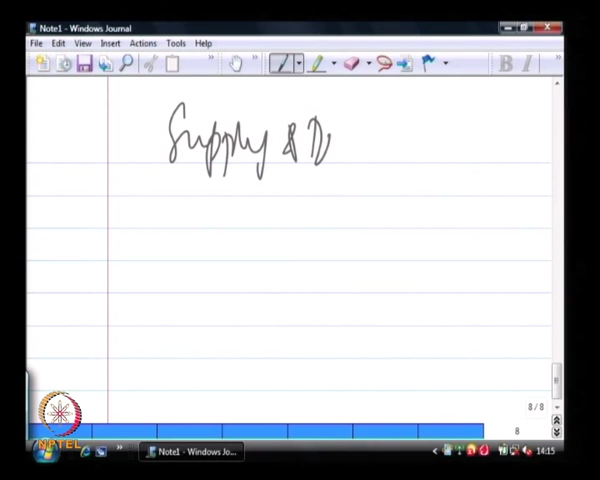 Note1 - Windows Journal
File Edit View Insert Actions Tools Help
B I
Supply & D
8/8
8
NPTEL
Note1 - Windows Jo...
14:15